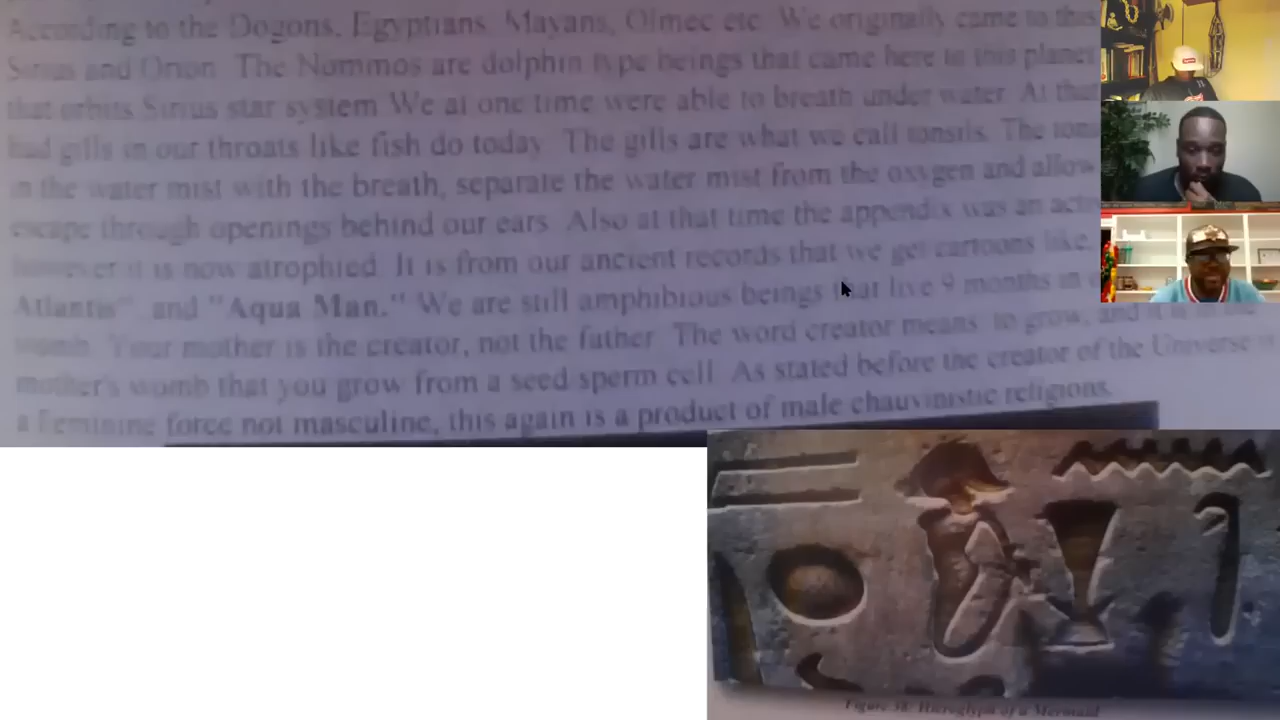 According to the Dogons, Egyptians, Mayans, Olmec etc. We originally came to this
Sirius and Orion. The Nommos are dolphin type beings that came here to this planet
that orbits Sirius star system. We at one time were able to breath under water. At that
had gills in our throats like fish do today. The gills are what we call tonsils. The
in the water mist with the breath, separate the water mist from the oxygen and allow
escape through openings behind our ears. Also at that time the appendix was an
however it is now atrophied. It is from our ancient records that we get cartoons like,
Atlantis" and "Aqua Man." We are still amphibious beings that live 9 months in
womb. Your mother is the creator, not the father. The word creator means: to grow, and it is in the
mother's womb that you grow from a seed sperm cell. As stated before the creator of the Universe is
a Feminine force not masculine, this again is a product of male chauvinistic religions.
Figure 38: Hieroglyph of a Mermaid